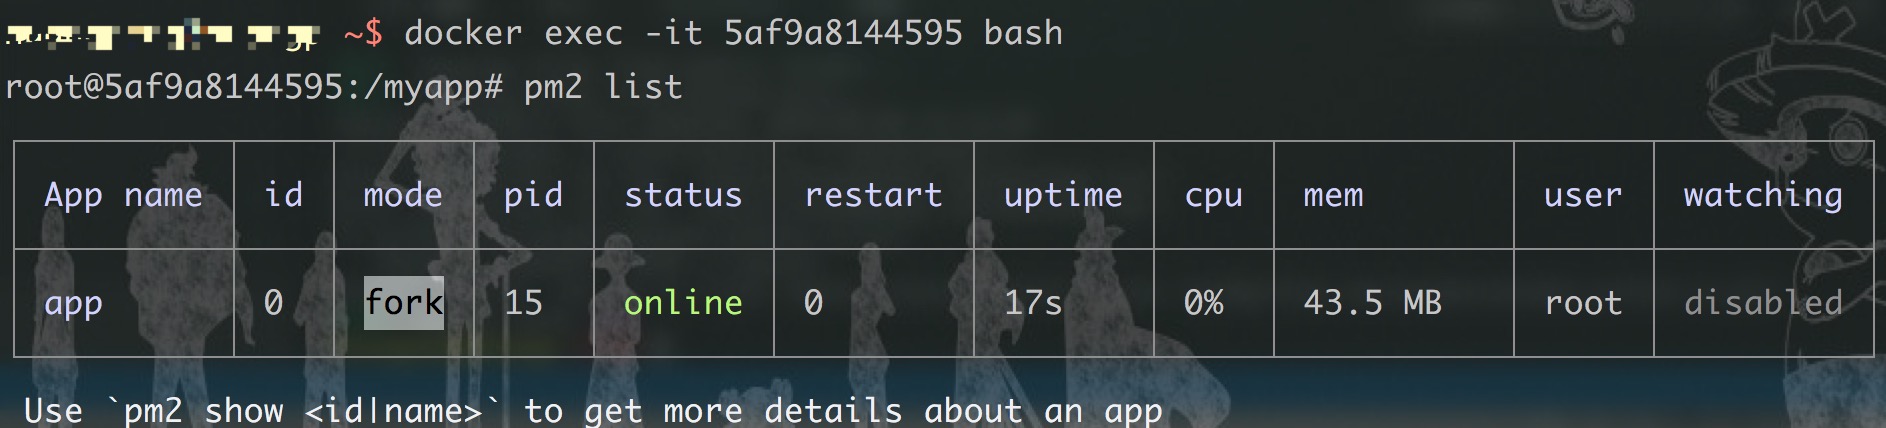 ~$ docker exec -it 5af9a8144595 bash
root@5af9a8144595:/myapp# pm2 list
App name id mode pid status restart uptime cpu mem user watching
app 0 fork 15 online 0 17s 0% 43.5 MB root disabled
Use `pm2 show <id|name>` to get more details about an app